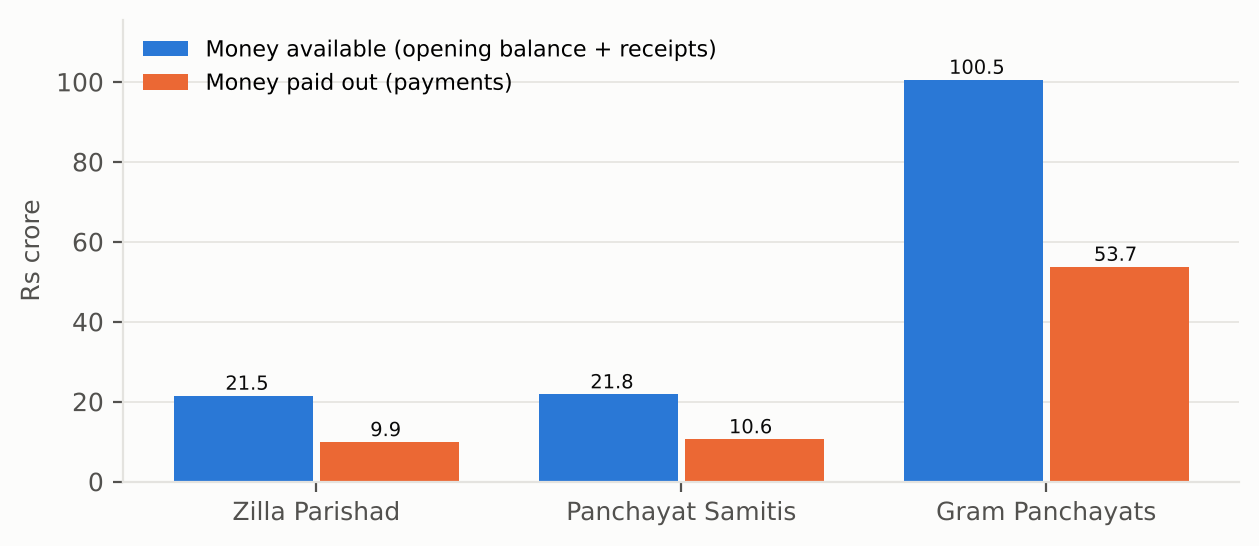 Money available (opening balance + receipts)
Money paid out (payments)
Rs crore
100
80
60
40
20
0
21.5
9.9
21.8
10.6
100.5
53.7
Zilla Parishad
Panchayat Samitis
Gram Panchayats